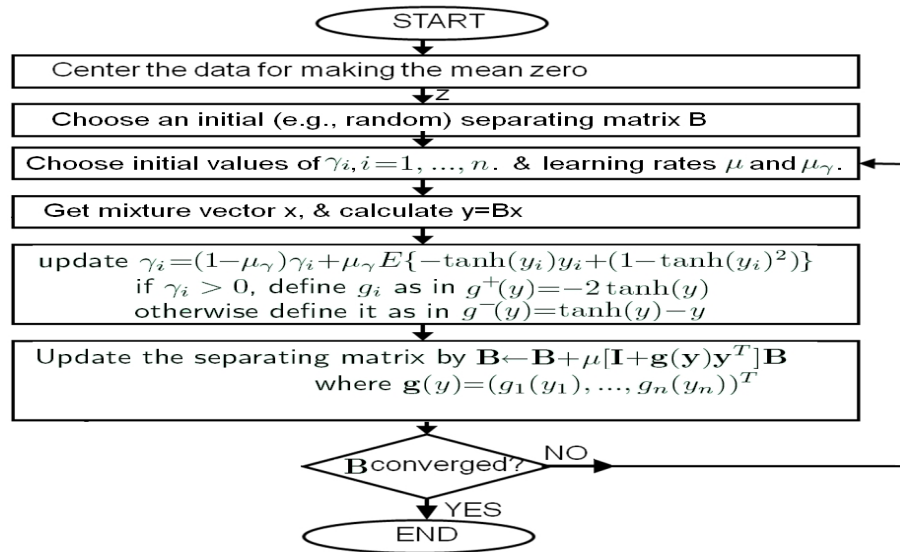 START
Center the data for making the mean zero
z
Choose an initial (e.g., random) separating matrix B
Choose initial values of γᵢ, i=1, ..., n. & learning rates μ and μᵧ.
Get mixture vector x, & calculate y=Bx
update γᵢ=(1−μᵧ)γᵢ+μᵧE{−tanh(yᵢ)yᵢ+(1−tanh(yᵢ)²)}
if γᵢ > 0, define gᵢ as in g⁺(y)=−2 tanh(y)
otherwise define it as in g⁻(y)=tanh(y)−y
Update the separating matrix by B←B+μ[I+g(y)yᵀ]B
where g(y)=(g₁(y₁), ..., gₙ(yₙ))ᵀ
B converged?
NO
YES
END